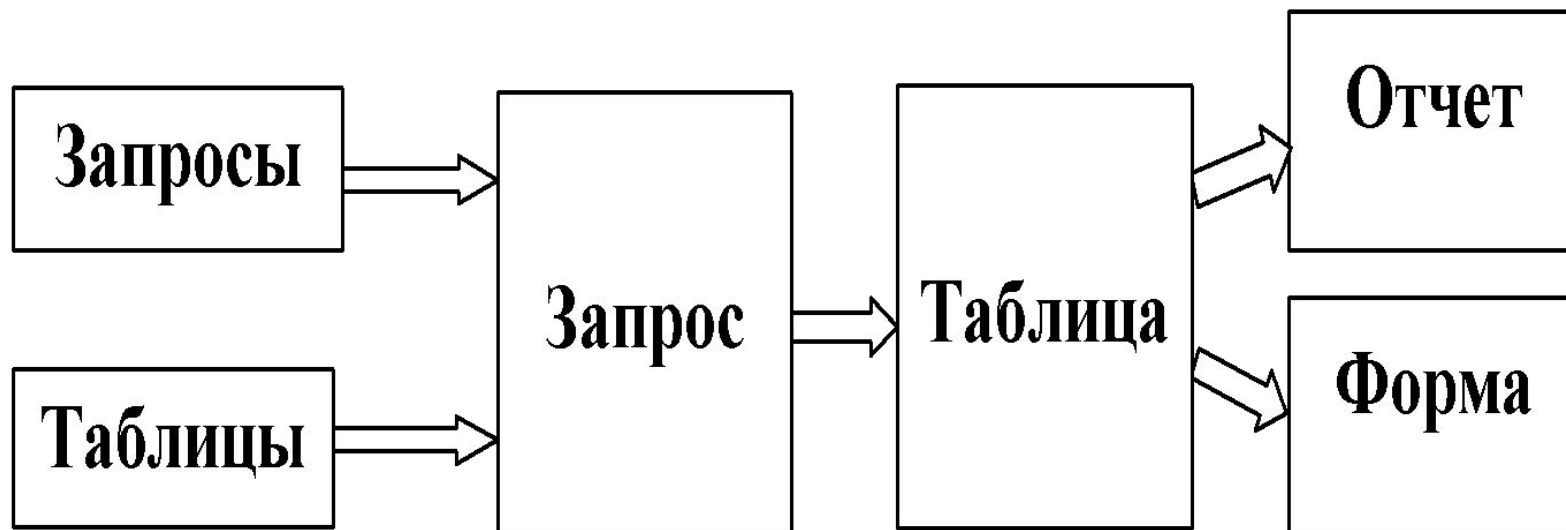 Запросы
Таблицы
Запрос
Таблица
Отчет
Форма